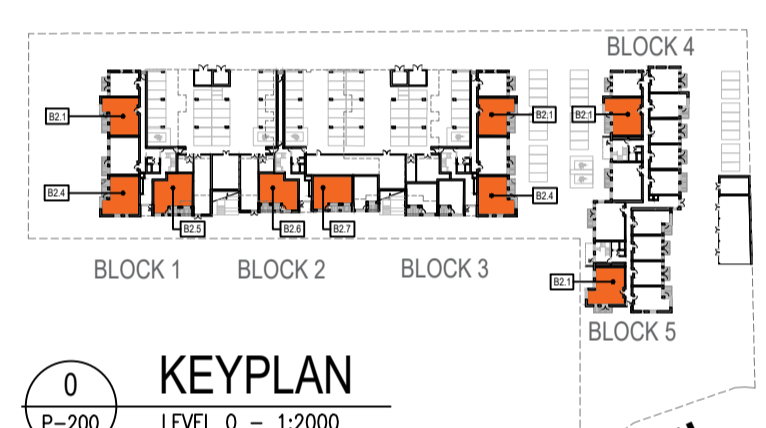 BLOCK 4
B2.1
B2.1
B2.1
B2.4
B2.4
B2.5
B2.6
B2.7
BLOCK 1
BLOCK 2
BLOCK 3
B2.1
BLOCK 5
0
P-200
KEYPLAN
LEVEL 0 - 1:2000